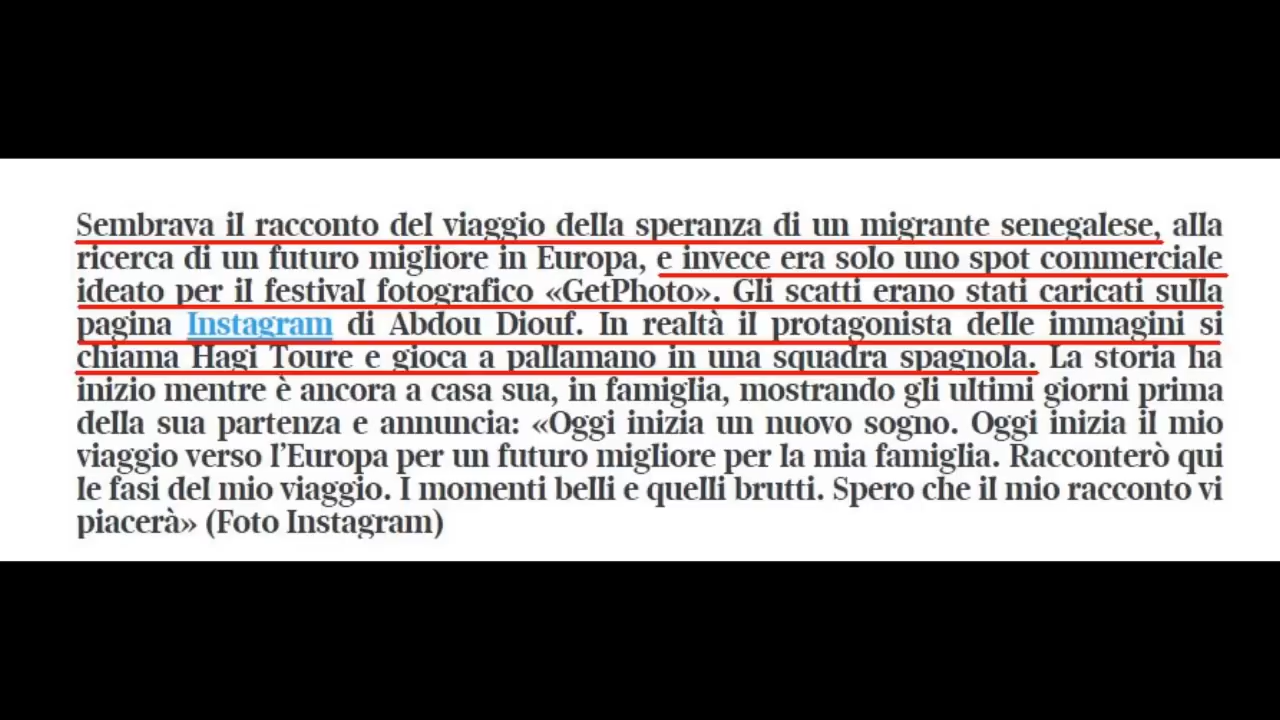 Sembrava il racconto del viaggio della speranza di un migrante senegalese, alla
ricerca di un futuro migliore in Europa, e invece era solo uno spot commerciale
ideato per il festival fotografico «GetPhoto». Gli scatti erano stati caricati sulla
pagina Instagram di Abdou Diouf. In realtà il protagonista delle immagini si
chiama Hagi Toure e gioca a pallamano in una squadra spagnola. La storia ha
inizio mentre è ancora a casa sua, in famiglia, mostrando gli ultimi giorni prima
della sua partenza e annuncia: «Oggi inizia un nuovo sogno. Oggi inizia il mio
viaggio verso l’Europa per un futuro migliore per la mia famiglia. Racconterò qui
le fasi del mio viaggio. I momenti belli e quelli brutti. Spero che il mio racconto vi
piacerà» (Foto Instagram)